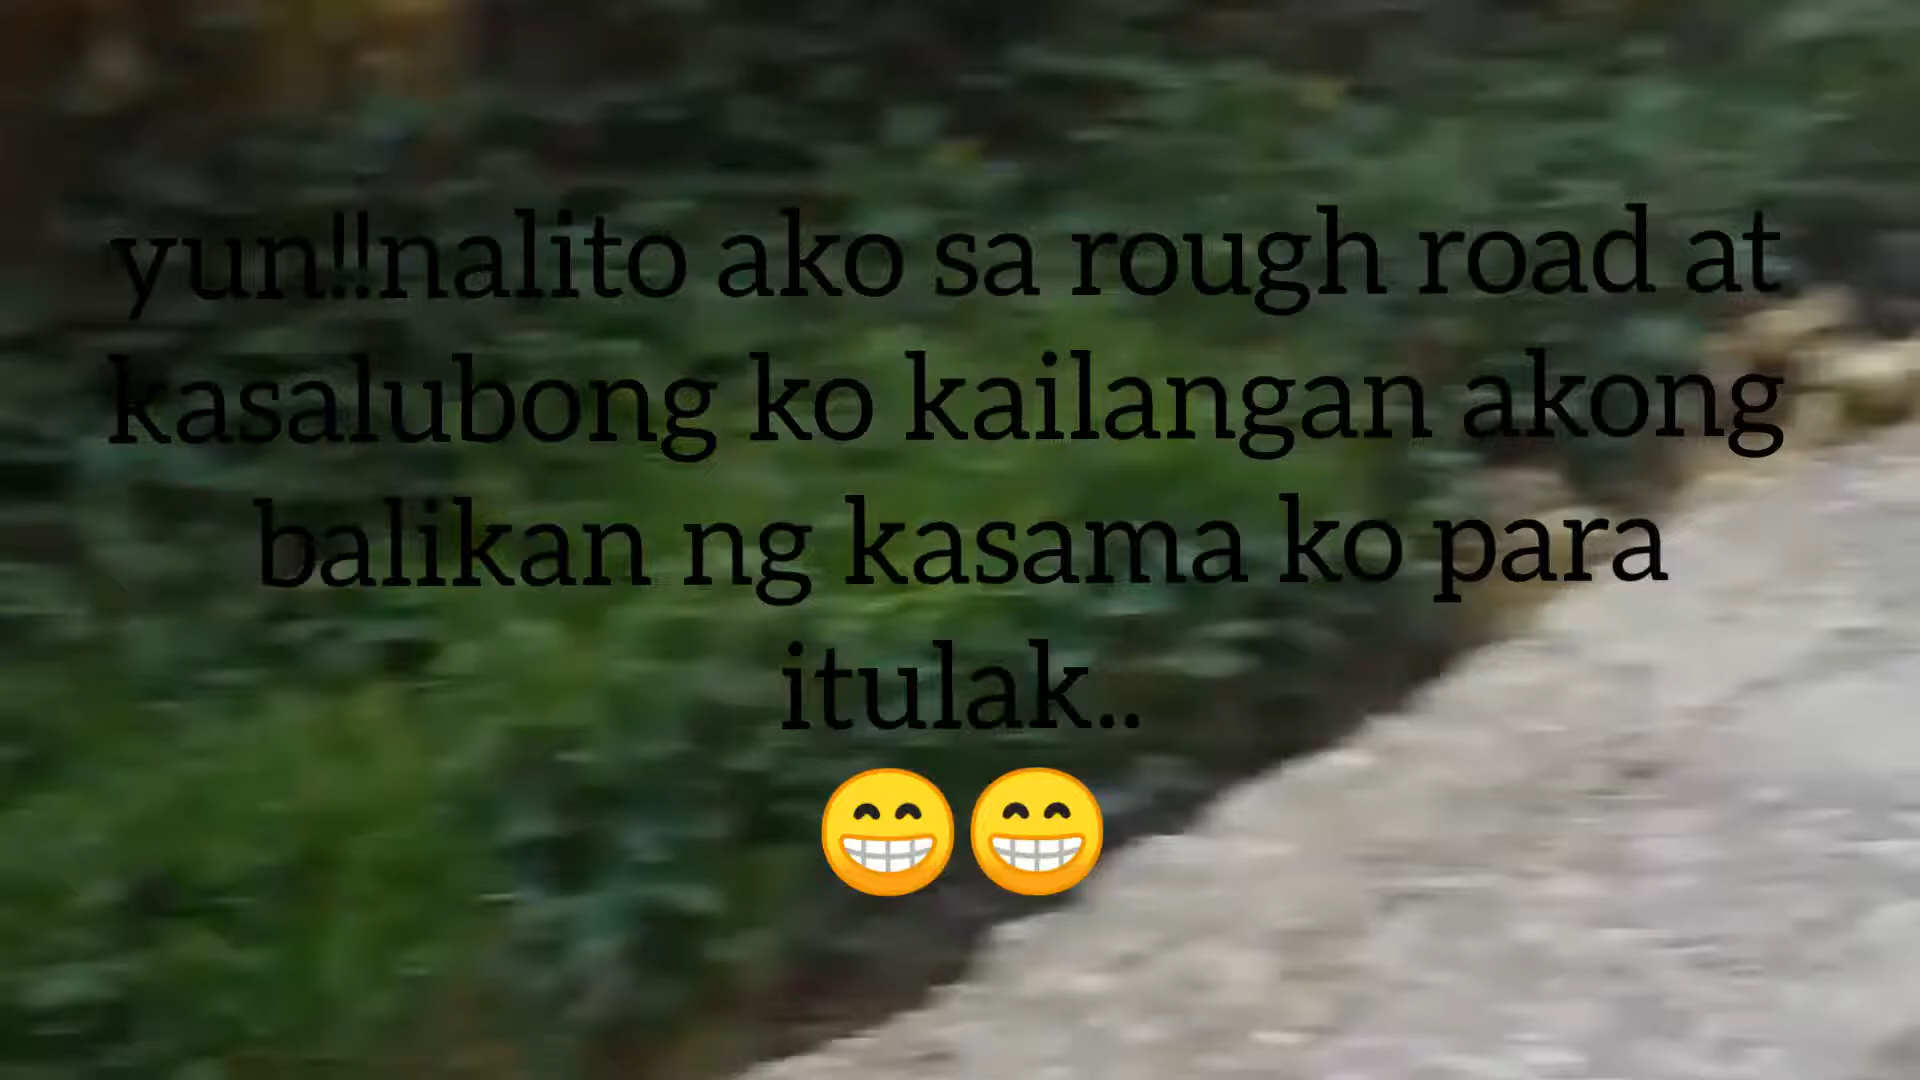 yun!!nalito ako sa rough road at
kasalubong ko kailangan akong
balikan ng kasama ko para
itulak..
😁😁